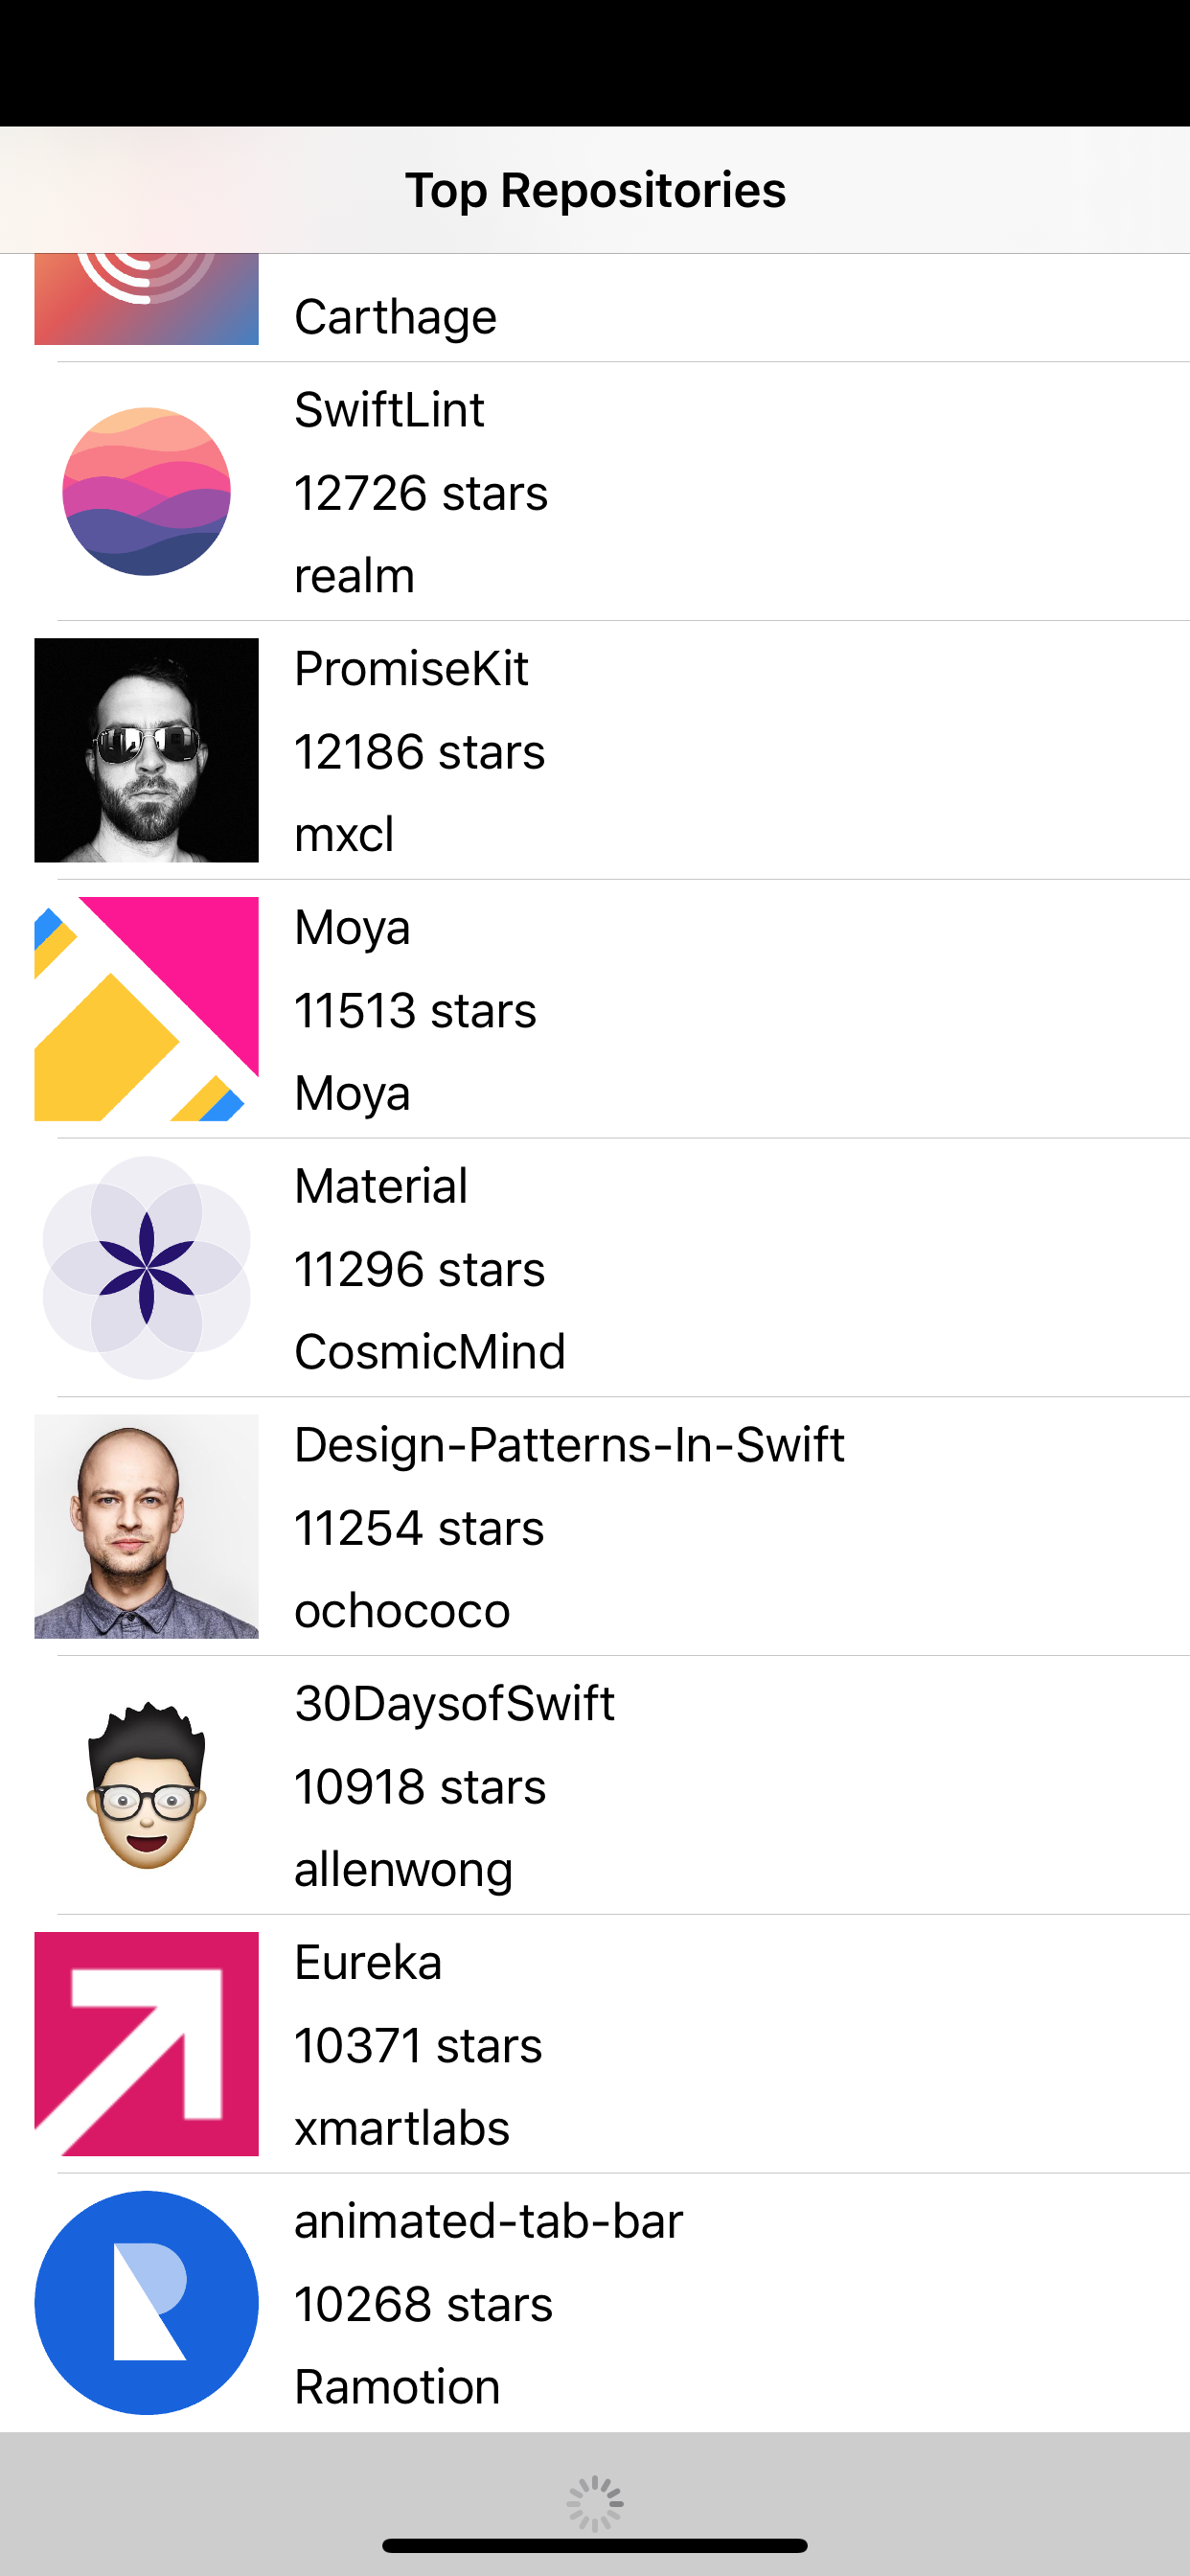 Top Repositories
Carthage
SwiftLint
12726 stars
realm
PromiseKit
12186 stars
mxcl
Moya
11513 stars
Moya
Material
11296 stars
CosmicMind
Design-Patterns-In-Swift
11254 stars
ochococo
30DaysofSwift
10918 stars
allenwong
Eureka
10371 stars
xmartlabs
animated-tab-bar
10268 stars
Ramotion